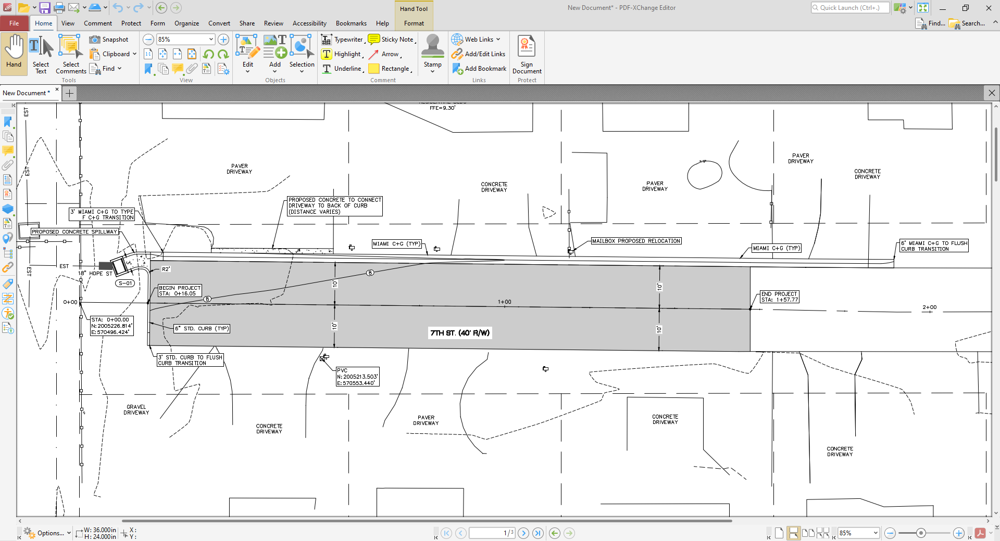 Hand Tool
New Document* - PDF-XChange Editor
Quick Launch (Ctrl+.)
File
Home
View
Comment
Protect
Form
Organize
Convert
Share
Review
Accessibility
Bookmarks
Help
Format
Find...
Search...
Hand
Select
Text
Select
Comments
Snapshot
Clipboard
Find
Tools
85%
1:1
View
Edit
Add
Selection
Objects
Typewriter
Highlight
Underline
Sticky Note
Arrow
Rectangle
Stamp
Comment
Web Links
Add/Edit Links
Add Bookmark
Links
Sign
Document
Protect
New Document *
FFE=9.30'
EST
EST
PAVER
DRIVEWAY
CONCRETE
DRIVEWAY
PAVER
DRIVEWAY
PAVER
DRIVEWAY
CONCRETE
DRIVEWAY
PROPOSED CONCRETE TO CONNECT
DRIVEWAY TO BACK OF CURB
(DISTANCE VARIES)
3' MIAMI C+G TO TYPE
F C+G TRANSITION
PROPOSED CONCRETE SPILLWAY
MIAMI C+G (TYP)
MAILBOX PROPOSED RELOCATION
MIAMI C+G (TYP)
6' MIAMI C+G TO FLUSH
CURB TRANSITION
3'
EST
EST
18" HDPE ST
R2'
S-01
8
8
10'
10'
BEGIN PROJECT
STA: 0+16.05
0+00
1+00
END PROJECT
STA: 1+57.77
2+00
STA: 0+00.00
N: 2005226.814'
E: 570496.424'
6" STD. CURB (TYP)
10'
10'
7TH ST. (40' R/W)
3' STD. CURB TO FLUSH
CURB TRANSITION
PVC
N: 2005213.503'
E: 570553.440'
GRAVEL
DRIVEWAY
CONCRETE
DRIVEWAY
PAVER
DRIVEWAY
CONCRETE
DRIVEWAY
CONCRETE
DRIVEWAY
Options...
W: 36.000in
H: 24.000in
X:
Y:
1/3
85%